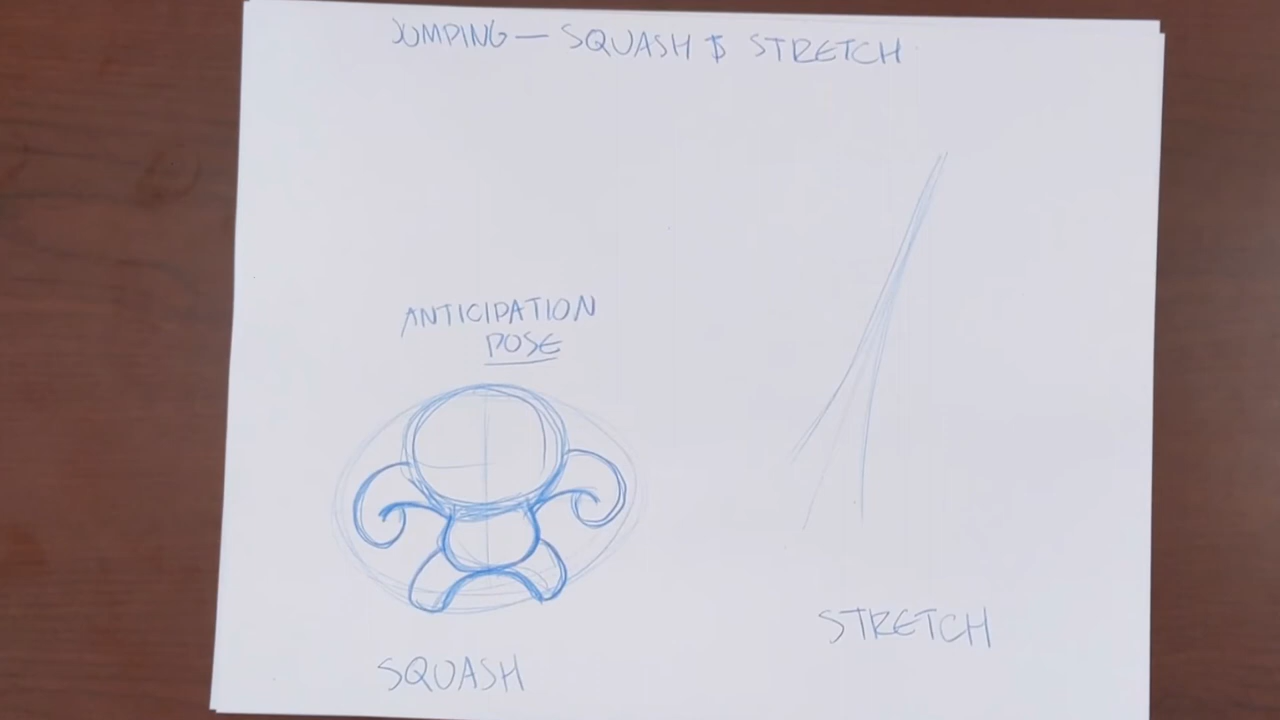 JUMPING — SQUASH & STRETCH
ANTICIPATION
POSE
SQUASH
STRETCH